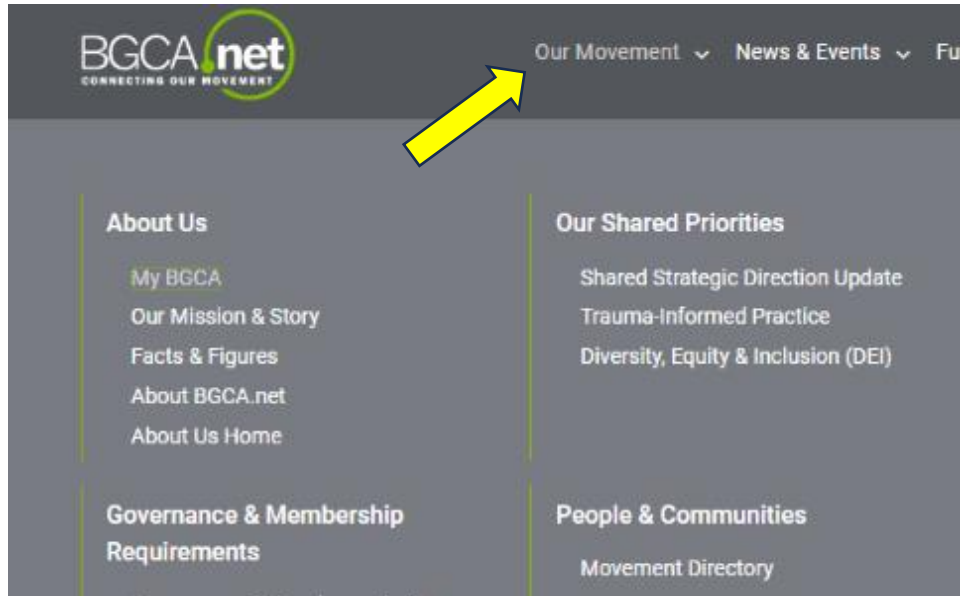 BGCA.net
CONNECTING OUR MOVEMENT
Our Movement News & Events Fu
About Us
My BGCA
Our Mission & Story
Facts & Figures
About BGCA.net
About Us Home
Our Shared Priorities
Shared Strategic Direction Update
Trauma-Informed Practice
Diversity, Equity & Inclusion (DEI)
Governance & Membership
Requirements
People & Communities
Movement Directory